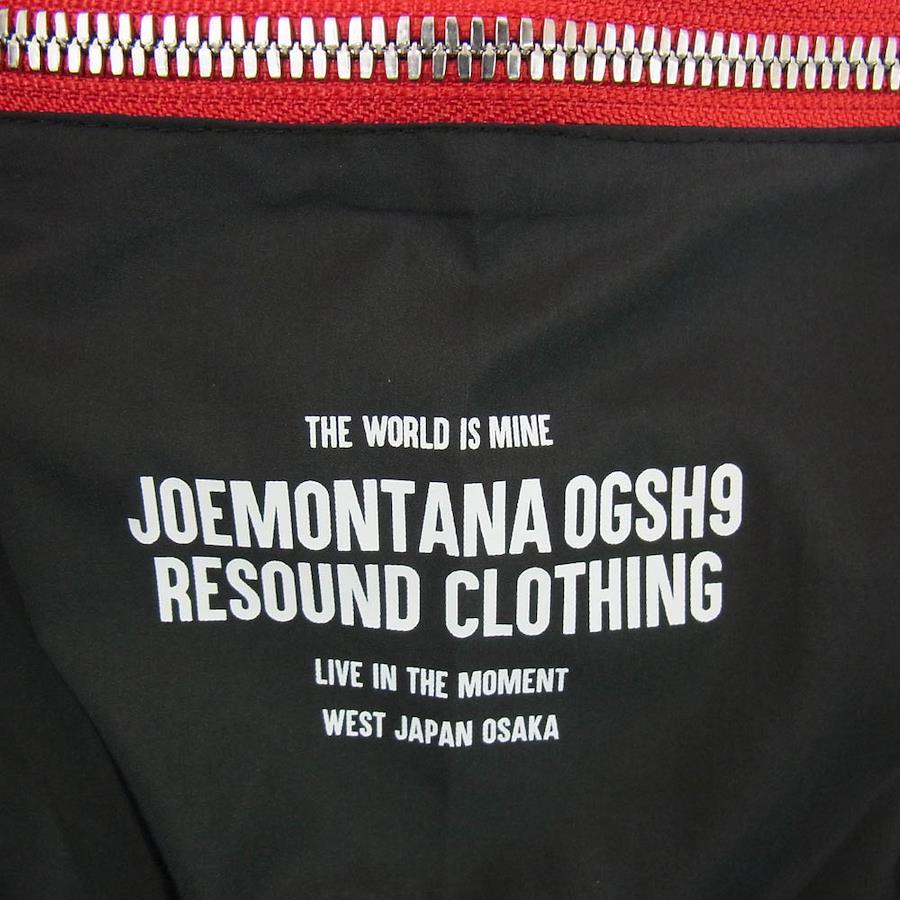 THE WORLD IS MINE
JOEMONTANA OGSH9
RESOUND CLOTHING
LIVE IN THE MOMENT
WEST JAPAN OSAKA